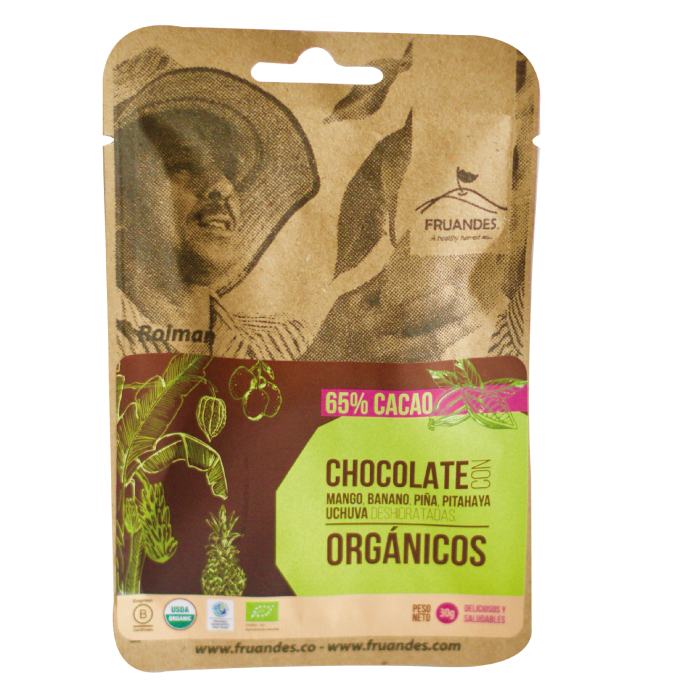 FRUANDES
A healthy harvest
Rolman
65% CACAO
CHOCOLATE CON
MANGO, BANANO, PIÑA, PITAHAYA
UCHUVA DESHIDRATADAS.
ORGÁNICOS
B
USDA
ORGANIC
PESO
NETO
30g
DELICIOSOS Y
SALUDABLES
www.fruandes.co - www.fruandes.com